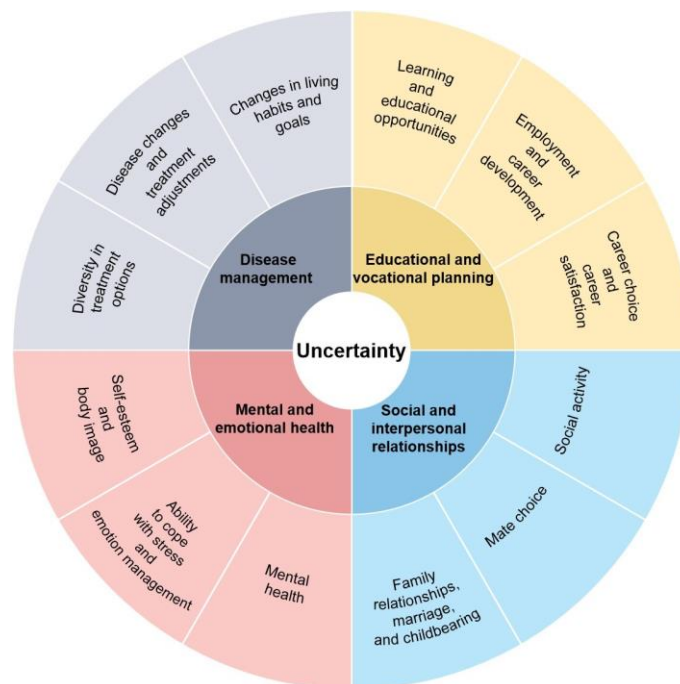 Changes in living
habits and
goals
Learning
and
educational
opportunities
Disease changes
and
treatment
adjustments
Employment
and
career
development
Diversity in
treatment
options
Career choice
and
career
satisfaction
Disease
management
Educational and
vocational planning
Uncertainty
Mental and
emotional health
Social and
interpersonal
relationships
Self-esteem
and
body image
Social activity
Ability
to cope
with stress
and
emotion management
Mate choice
Mental
health
Family
relationships,
marriage,
and childbearing